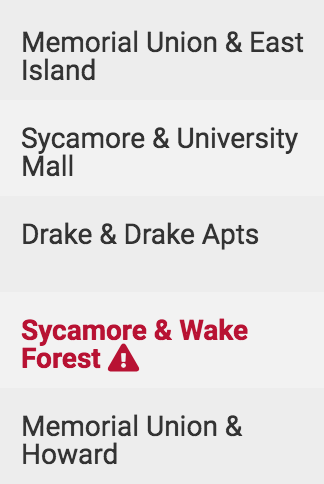 Memorial Union & East
Island
Sycamore & University
Mall
Drake & Drake Apts
Sycamore & Wake
Forest
Memorial Union &
Howard